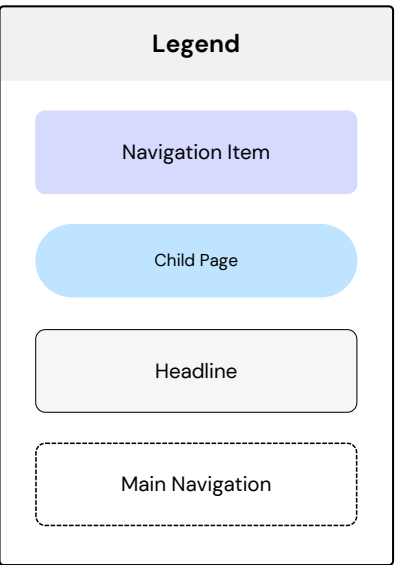 Legend
Navigation Item
Child Page
Headline
Main Navigation